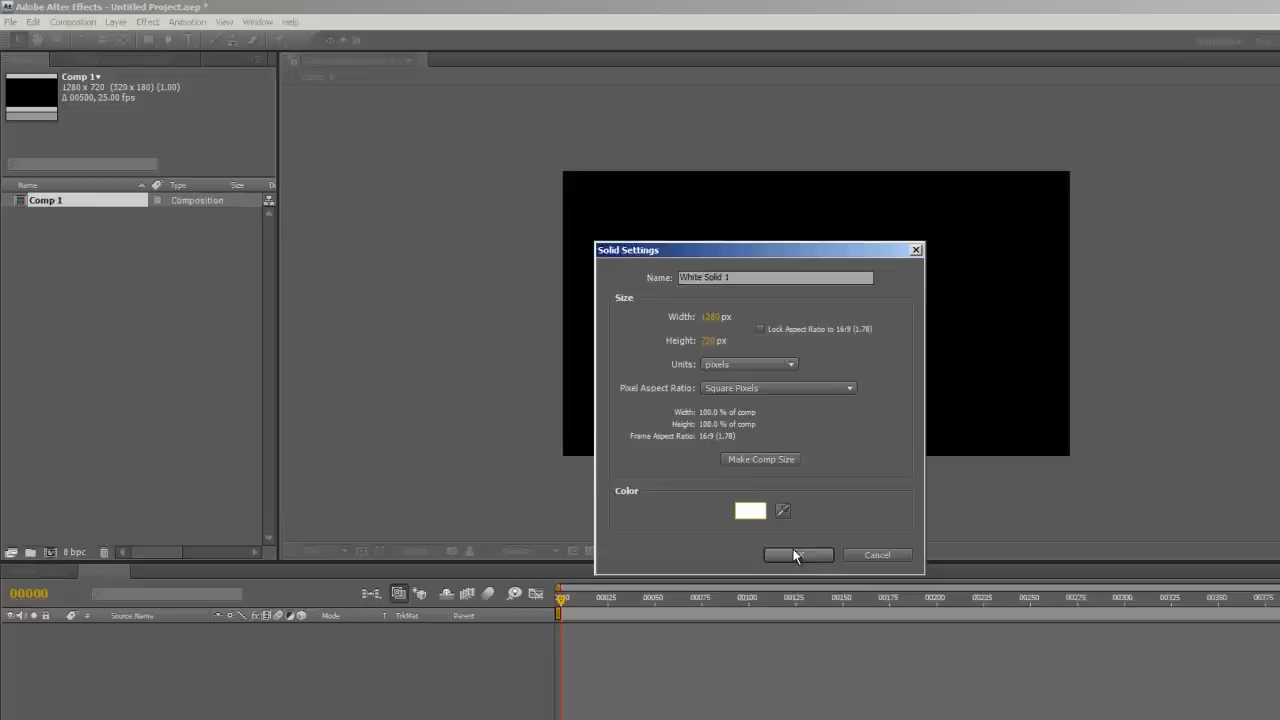 Adobe After Effects - Untitled Project.aep *
File Edit Composition Layer Effect Animation View Window Help
Comp 1▾
1280 x 720 (320 x 180) (1.00)
Δ 00500, 25.00 fps
Name Type Size
Comp 1 Composition
Solid Settings
Name: White Solid 1
Size
Width: 1280 px
Lock Aspect Ratio to 16:9 (1.78)
Height: 720 px
Units: pixels
Pixel Aspect Ratio: Square Pixels
Width: 100.0 % of comp
Height: 100.0 % of comp
Frame Aspect Ratio: 16:9 (1.78)
Make Comp Size
Color
Cancel
8 bpc
00000
00025 00050 00075 00100 00125 00150 00175 00200 00225 00250 00275 00300 00325 00350 00375
# Source Name Mode T TrkMat Parent